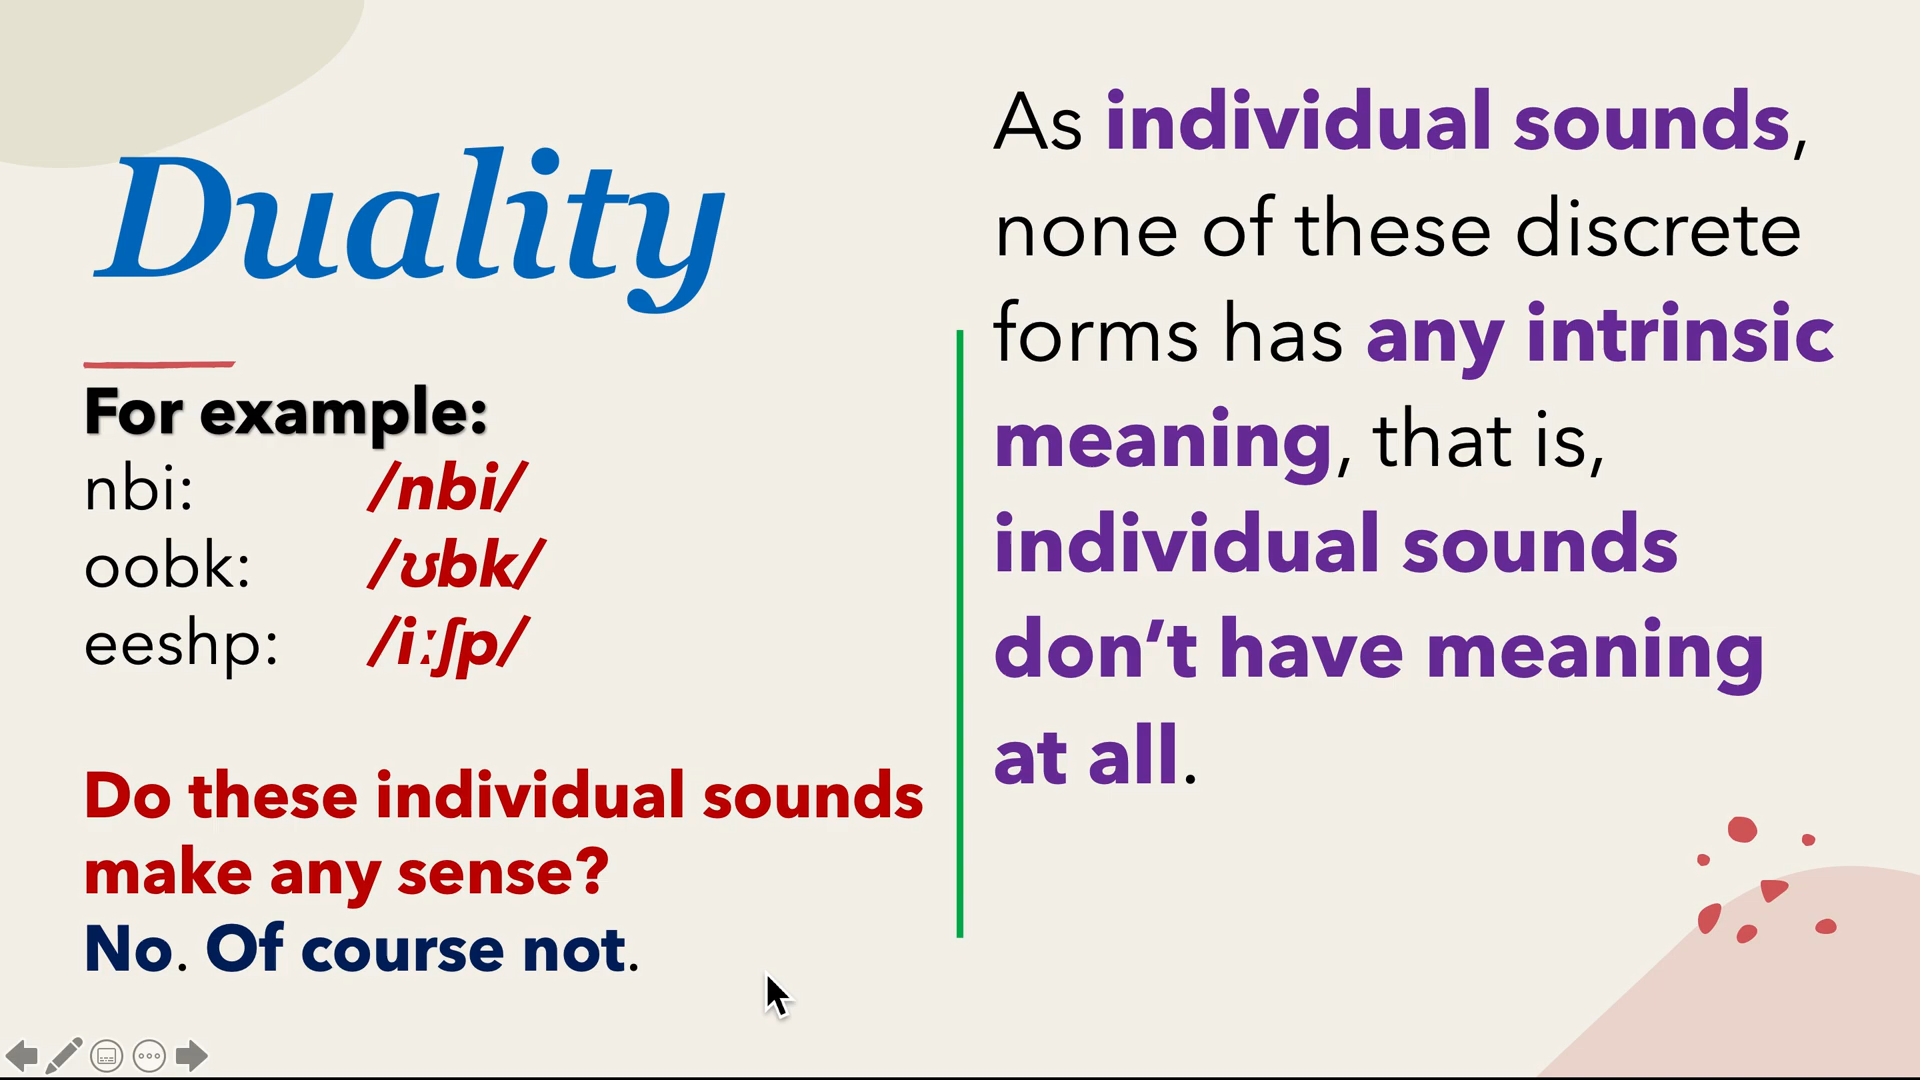 Duality
For example:
nbi: /nbi/
oobk: /ʊbk/
eeshp: /iːʃp/
Do these individual sounds
make any sense?
No. Of course not.
As individual sounds,
none of these discrete
forms has any intrinsic
meaning, that is,
individual sounds
don’t have meaning
at all.